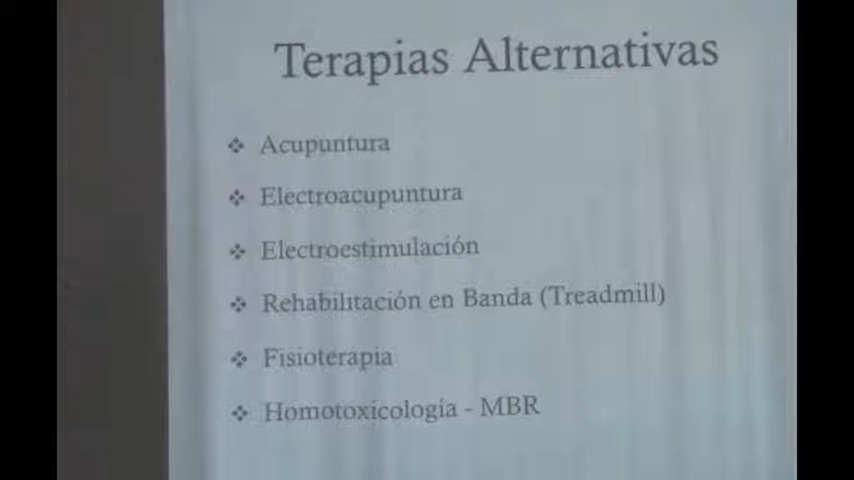 Terapias Alternativas
❖ Acupuntura
❖ Electroacupuntura
❖ Electroestimulación
❖ Rehabilitación en Banda (Treadmill)
❖ Fisioterapia
❖ Homotoxicología - MBR